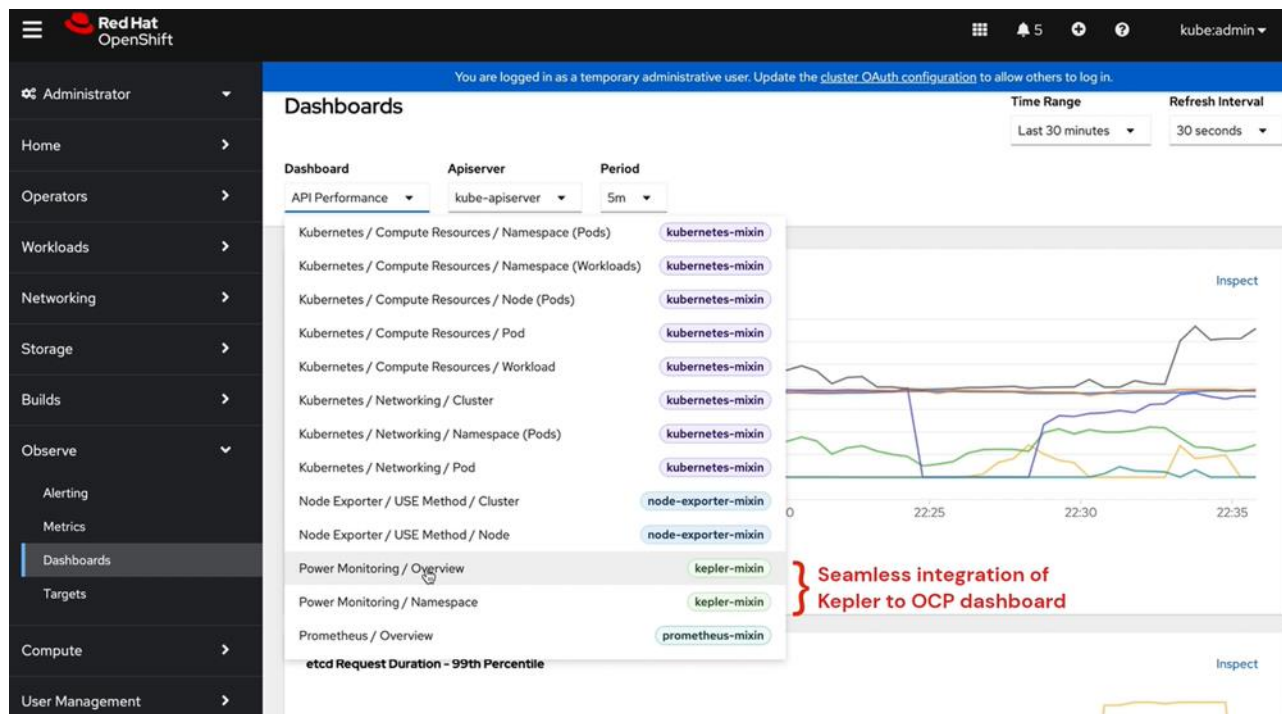 Red Hat
OpenShift
5
kube:admin
You are logged in as a temporary administrative user. Update the cluster OAuth configuration to allow others to log in.
Administrator
Home
Operators
Workloads
Networking
Storage
Builds
Observe
Alerting
Metrics
Dashboards
Targets
Compute
User Management
Dashboards
Time Range
Refresh Interval
Last 30 minutes
30 seconds
Dashboard
Apiserver
Period
API Performance
kube-apiserver
5m
Kubernetes / Compute Resources / Namespace (Pods) kubernetes-mixin
Kubernetes / Compute Resources / Namespace (Workloads) kubernetes-mixin
Kubernetes / Compute Resources / Node (Pods) kubernetes-mixin
Kubernetes / Compute Resources / Pod kubernetes-mixin
Kubernetes / Compute Resources / Workload kubernetes-mixin
Kubernetes / Networking / Cluster kubernetes-mixin
Kubernetes / Networking / Namespace (Pods) kubernetes-mixin
Kubernetes / Networking / Pod kubernetes-mixin
Node Exporter / USE Method / Cluster node-exporter-mixin
Node Exporter / USE Method / Node node-exporter-mixin
Power Monitoring / Overview kepler-mixin
Power Monitoring / Namespace kepler-mixin
Prometheus / Overview prometheus-mixin
Inspect
22:25
22:30
22:35
Seamless integration of
Kepler to OCP dashboard
etcd Request Duration - 99th Percentile
Inspect